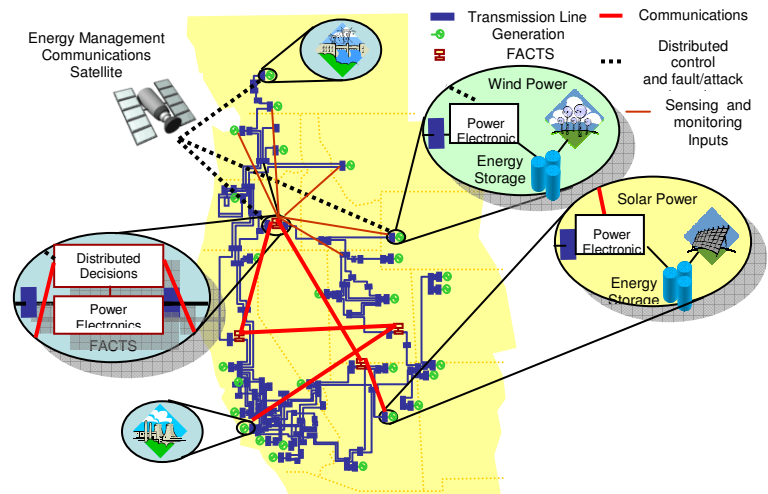 Energy Management
Communications
Satellite
Transmission Line
Generation
FACTS
Communications
Distributed
control
and fault/attack
Sensing and
monitoring
Inputs
Wind Power
Power
Electronic
Energy
Storage
Solar Power
Power
Electronic
Energy
Storage
Distributed
Decisions
Power
Electronics
FACTS